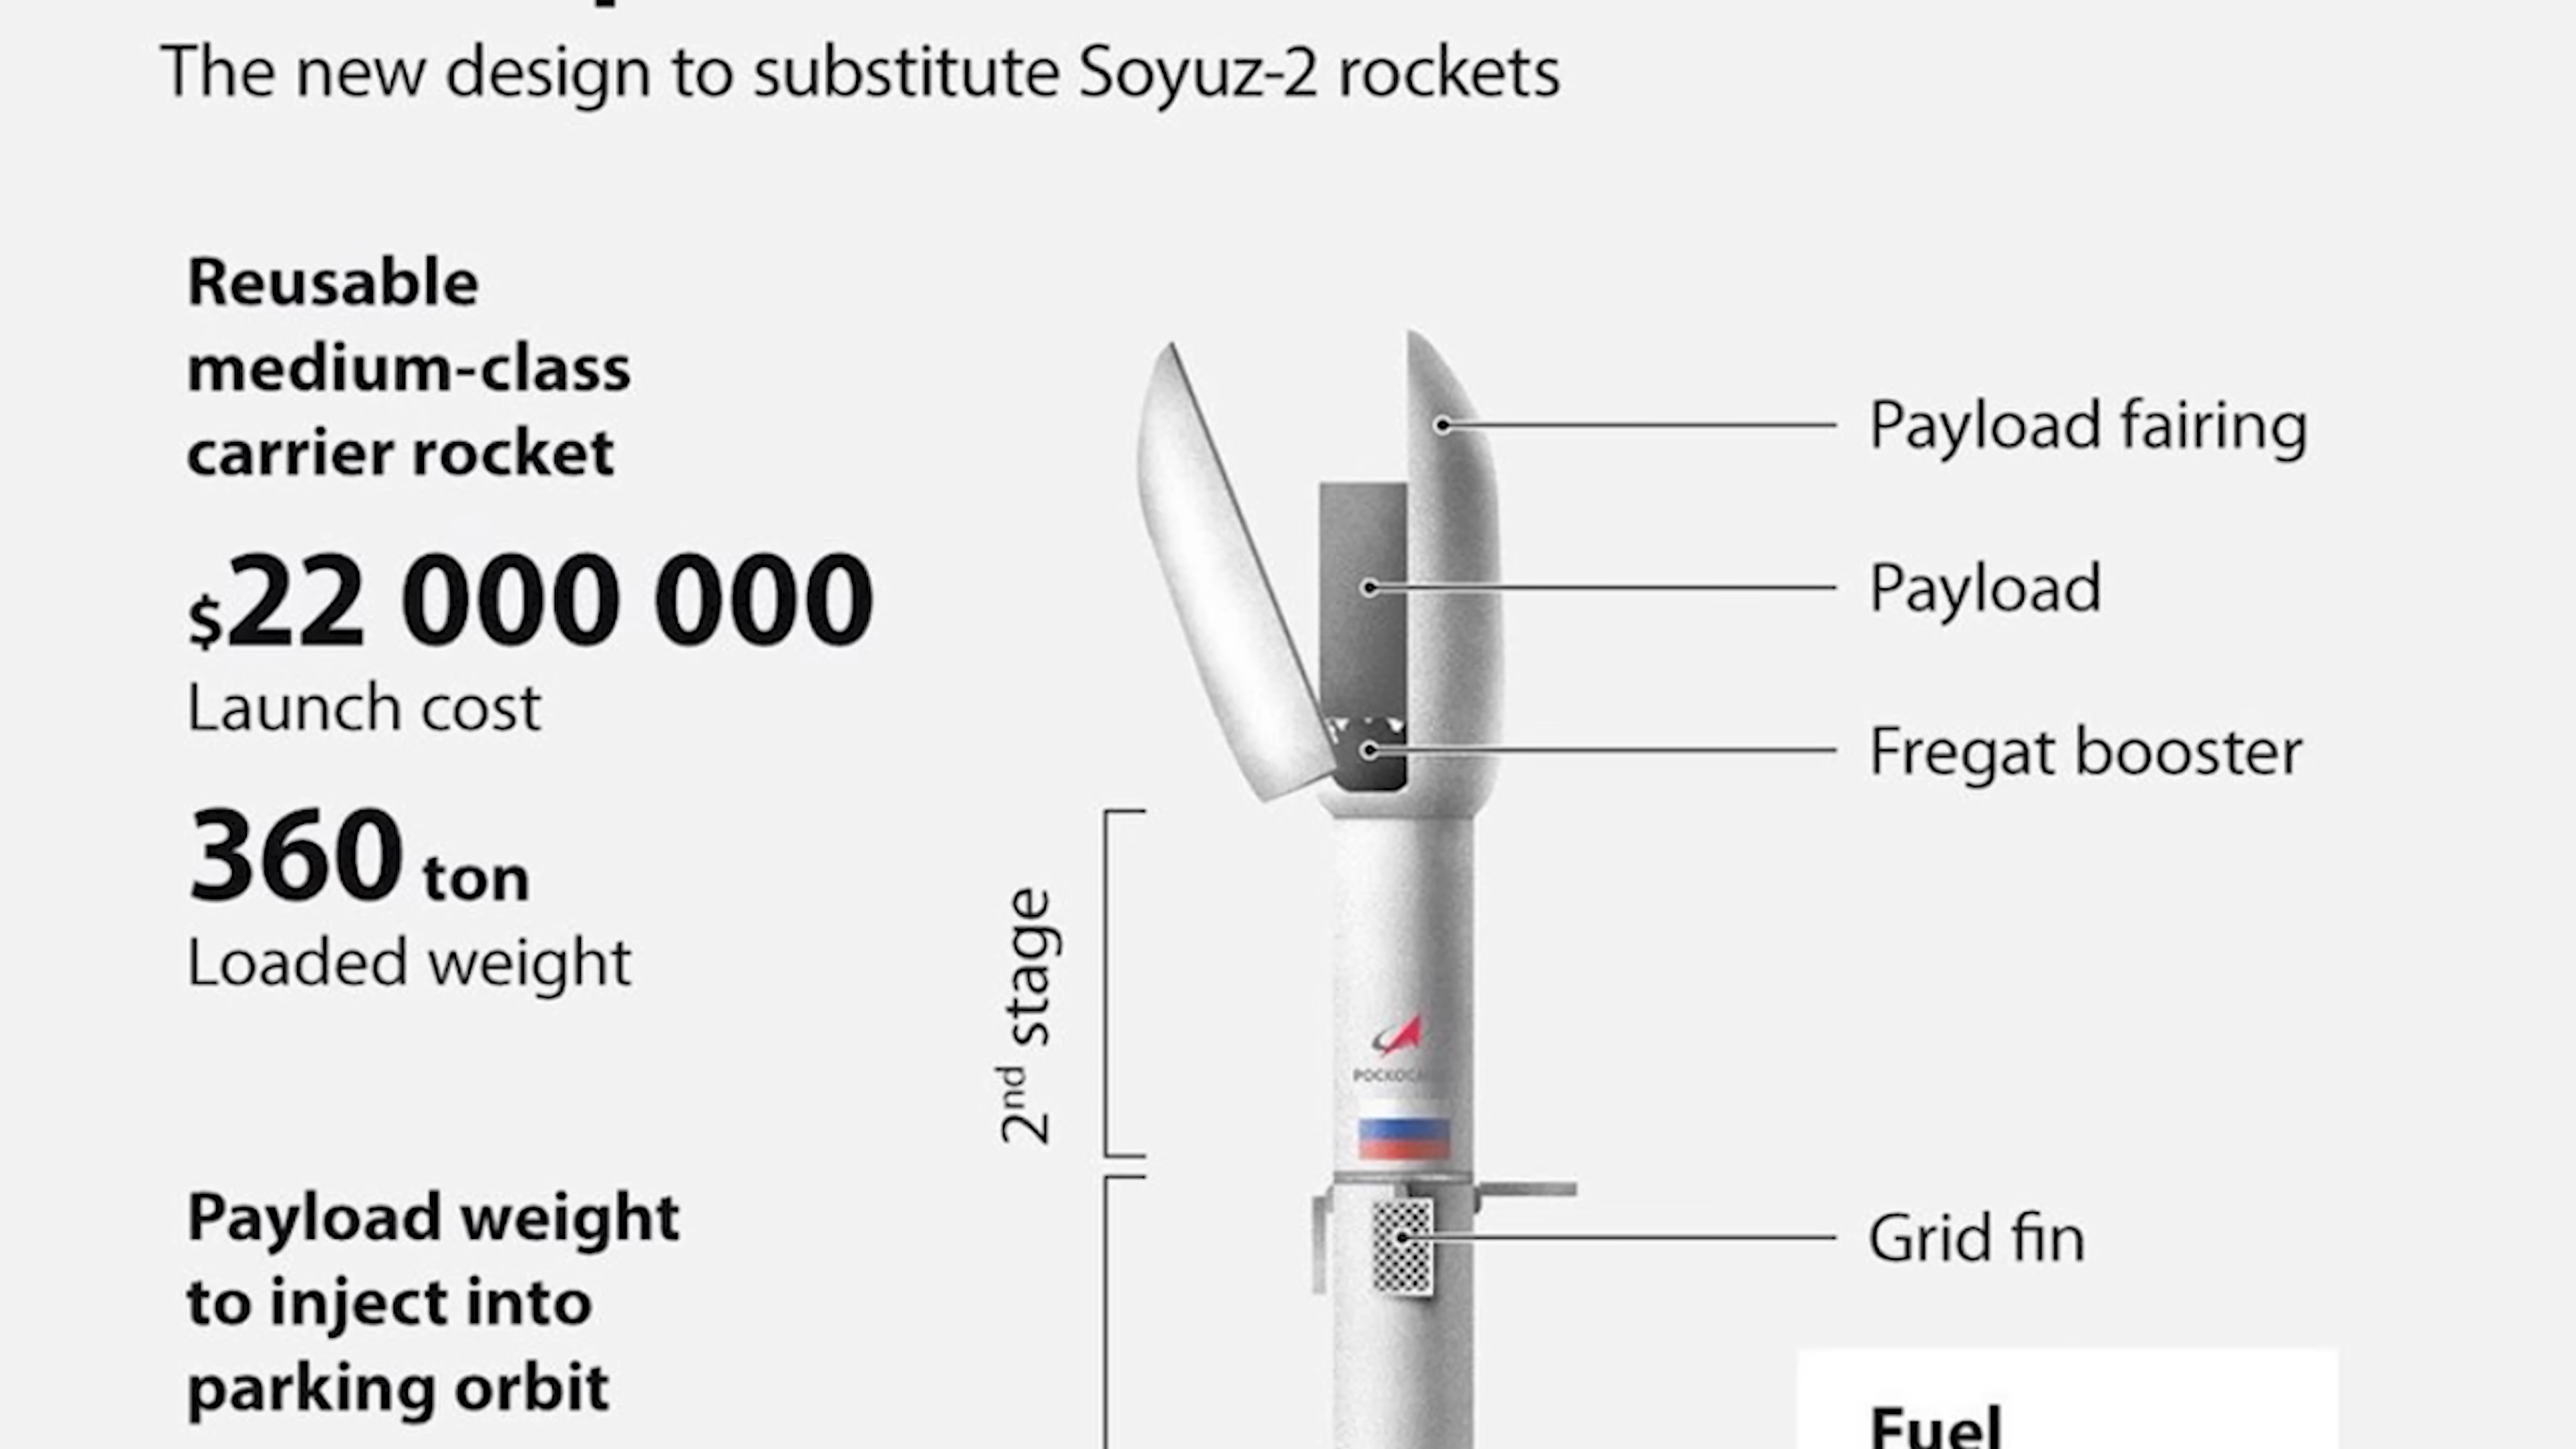 The new design to substitute Soyuz-2 rockets
Reusable
medium-class
carrier rocket
$22 000 000
Launch cost
360 ton
Loaded weight
Payload weight
to inject into
parking orbit
Payload fairing
Payload
Fregat booster
2nd stage
Grid fin
Fuel